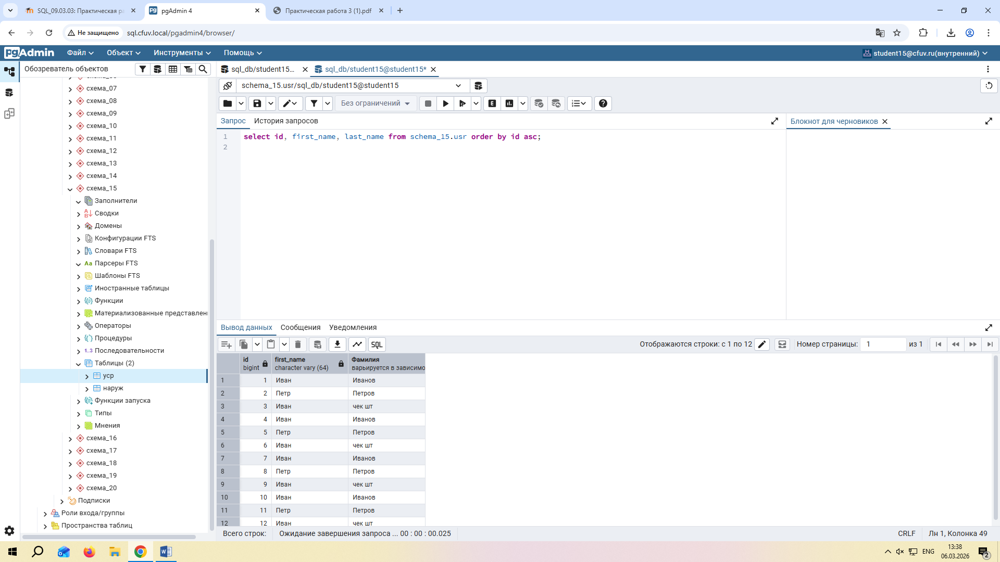 SQL_09.03.03: Практическая ра
pgAdmin 4
Практическая работа 3 (1).pdf
Не защищено
sql.cfuv.local/pgadmin4/browser/
pgAdmin
Файл
Объект
Инструменты
Помощь
student15@cfuv.ru(внутренний)
Обозреватель объектов
sql_db/student15...
sql_db/student15@student15*
schema_15.usr/sql_db/student15@student15
Без ограничений
E
Запрос
История запросов
Блокнот для черновиков
1
select id, first_name, last_name from schema_15.usr order by id asc;
2
схема_07
схема_08
схема_09
схема_10
схема_11
схема_12
схема_13
схема_14
схема_15
Заполнители
Сводки
Домены
Конфигурации FTS
Словари FTS
Aa Парсеры FTS
Шаблоны FTS
Иностранные таблицы
Функции
Материализованные представлен
Операторы
Процедуры
1..3 Последовательности
Таблицы (2)
уср
наруж
Функции запуска
Типы
Мнения
схема_16
схема_17
схема_18
схема_19
схема_20
Подписки
Роли входа/группы
Пространства таблиц
Вывод данных
Сообщения
Уведомления
SQL
Отображаются строки: с 1 по 12
Номер страницы:
1
из 1
id
bigint
first_name
character vary (64)
Фамилия
варьируется в зависимо
1 1 Иван Иванов
2 2 Петр Петров
3 3 Иван чек шт
4 4 Иван Иванов
5 5 Петр Петров
6 6 Иван чек шт
7 7 Иван Иванов
8 8 Петр Петров
9 9 Иван чек шт
10 10 Иван Иванов
11 11 Петр Петров
12 12 Иван чек шт
Всего строк:
Ожидание завершения запроса ... 00 : 00 : 00.025
CRLF
Лн 1, Колонка 49
ENG
13:38
06.03.2026
2